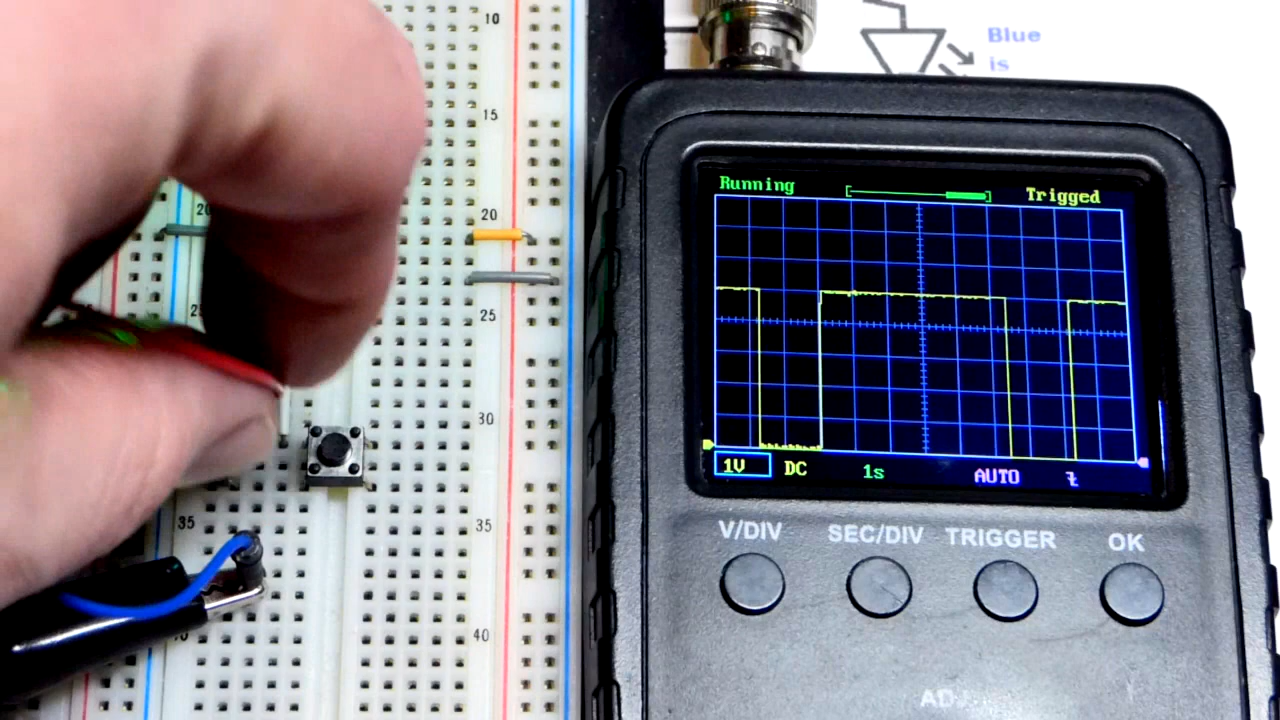 Blue
is
10
15
20
20
25
30
35
35
40
Running
Trigged
1V DC 1s AUTO
V/DIV SEC/DIV TRIGGER OK